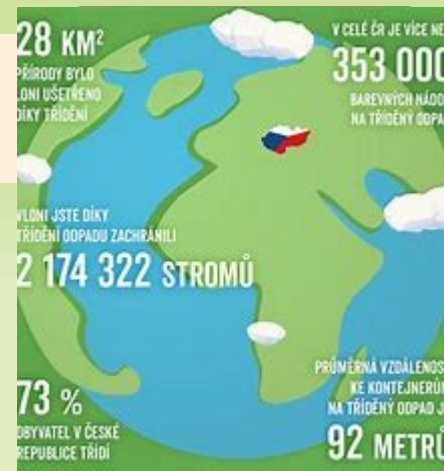 28 KM²
PŘÍRODY BYLO
LONI UŠETŘENO
DÍKY TŘÍDĚNÍ
V CELÉ ČR JE VÍCE NE
353 000
BAREVNÝCH NÁDO
NA TŘÍDĚNÝ ODPA
VLONI JSTE DÍKY
TŘÍDĚNÍ ODPADU ZACHRÁNILI
2 174 322 STROMŮ
73 %
OBYVATEL V ČESKÉ
REPUBLICE TŘÍDÍ
PRŮMĚRNÁ VZDÁLENOS
KE KONTEJNERŮ
NA TŘÍDĚNÝ ODPAD J
92 METRŮ